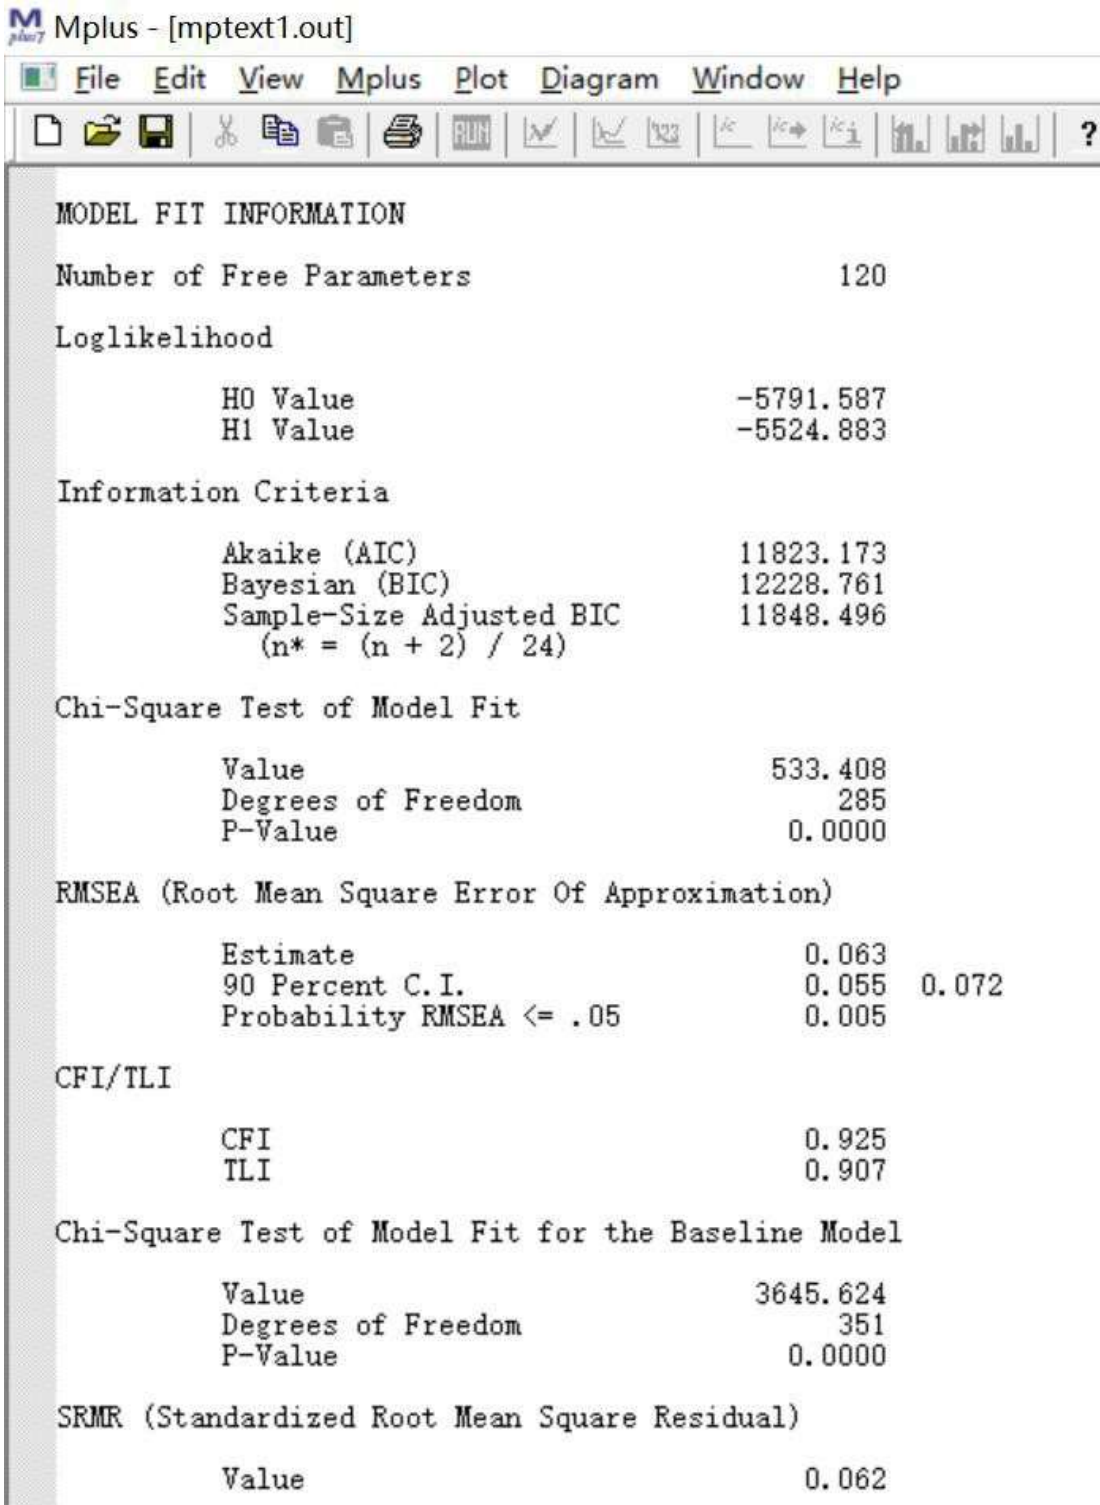 M plus7 Mplus - [mptext1.out]
File Edit View Mplus Plot Diagram Window Help
RUN ?
MODEL FIT INFORMATION
Number of Free Parameters 120
Loglikelihood
H0 Value -5791.587
H1 Value -5524.883
Information Criteria
Akaike (AIC) 11823.173
Bayesian (BIC) 12228.761
Sample-Size Adjusted BIC 11848.496
(n* = (n + 2) / 24)
Chi-Square Test of Model Fit
Value 533.408
Degrees of Freedom 285
P-Value 0.0000
RMSEA (Root Mean Square Error Of Approximation)
Estimate 0.063
90 Percent C.I. 0.055 0.072
Probability RMSEA <= .05 0.005
CFI/TLI
CFI 0.925
TLI 0.907
Chi-Square Test of Model Fit for the Baseline Model
Value 3645.624
Degrees of Freedom 351
P-Value 0.0000
SRMR (Standardized Root Mean Square Residual)
Value 0.062